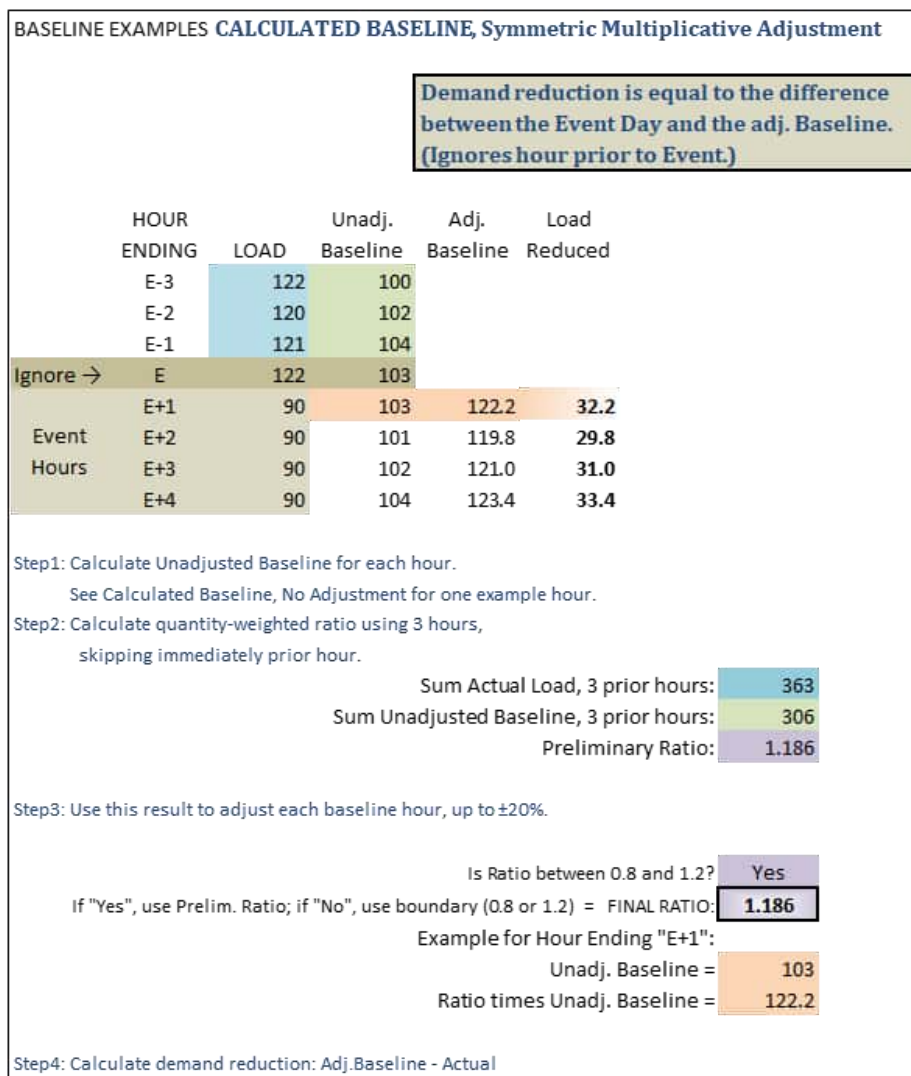 BASELINE EXAMPLES CALCULATED BASELINE, Symmetric Multiplicative Adjustment
Demand reduction is equal to the difference
between the Event Day and the adj. Baseline.
(Ignores hour prior to Event.)
HOUR Unadj. Adj. Load
ENDING LOAD Baseline Baseline Reduced
E-3 122 100
E-2 120 102
E-1 121 104
Ignore → E 122 103
E+1 90 103 122.2 32.2
Event E+2 90 101 119.8 29.8
Hours E+3 90 102 121.0 31.0
E+4 90 104 123.4 33.4
Step1: Calculate Unadjusted Baseline for each hour.
See Calculated Baseline, No Adjustment for one example hour.
Step2: Calculate quantity-weighted ratio using 3 hours,
skipping immediately prior hour.
Sum Actual Load, 3 prior hours: 363
Sum Unadjusted Baseline, 3 prior hours: 306
Preliminary Ratio: 1.186
Step3: Use this result to adjust each baseline hour, up to ±20%.
Is Ratio between 0.8 and 1.2? Yes
If "Yes", use Prelim. Ratio; if "No", use boundary (0.8 or 1.2) = FINAL RATIO: 1.186
Example for Hour Ending "E+1":
Unadj. Baseline = 103
Ratio times Unadj. Baseline = 122.2
Step4: Calculate demand reduction: Adj.Baseline - Actual